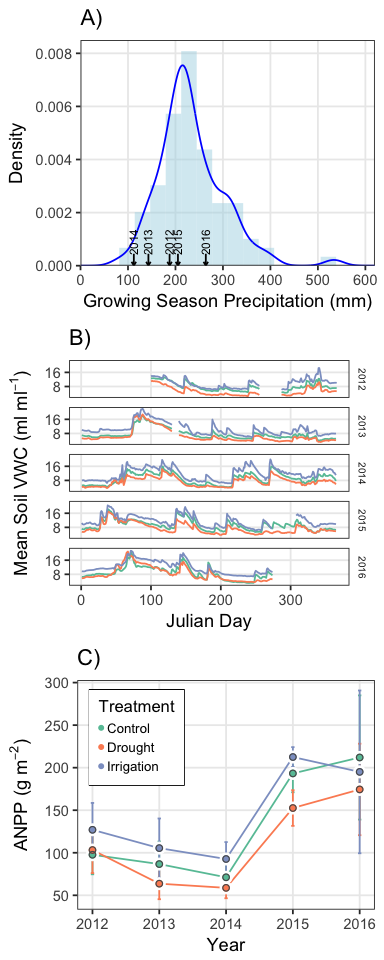 A)
0.008
0.006
0.004
0.002
0.000
Density
2014
2013
2012
2015
2016
0 100 200 300 400 500 600
Growing Season Precipitation (mm)
B)
Mean Soil VWC (ml ml⁻¹)
16
8
2012
16
8
2013
16
8
2014
16
8
2015
16
8
2016
0 100 200 300
Julian Day
C)
300
250
200
150
100
50
ANPP (g m⁻²)
Treatment
Control
Drought
Irrigation
2012 2013 2014 2015 2016
Year